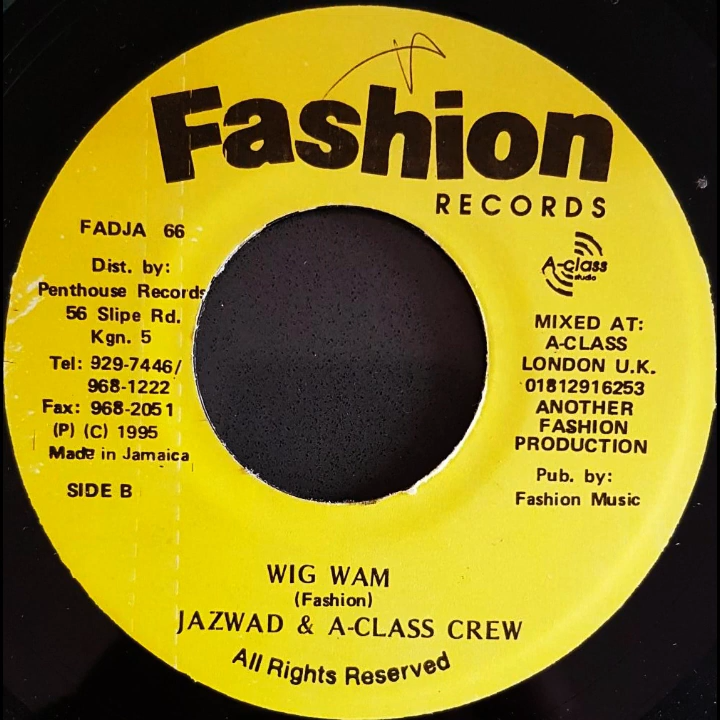 Fashion
RECORDS
FADJA 66
Dist. by:
Penthouse Records
56 Slipe Rd.
Kgn. 5
Tel: 929-7446/
968-1222
Fax: 968-2051
(P) (C) 1995
Made in Jamaica
SIDE B
A-class
studio
MIXED AT:
A-CLASS
LONDON U.K.
01812916253
ANOTHER
FASHION
PRODUCTION
Pub. by:
Fashion Music
WIG WAM
(Fashion)
JAZWAD & A-CLASS CREW
All Rights Reserved